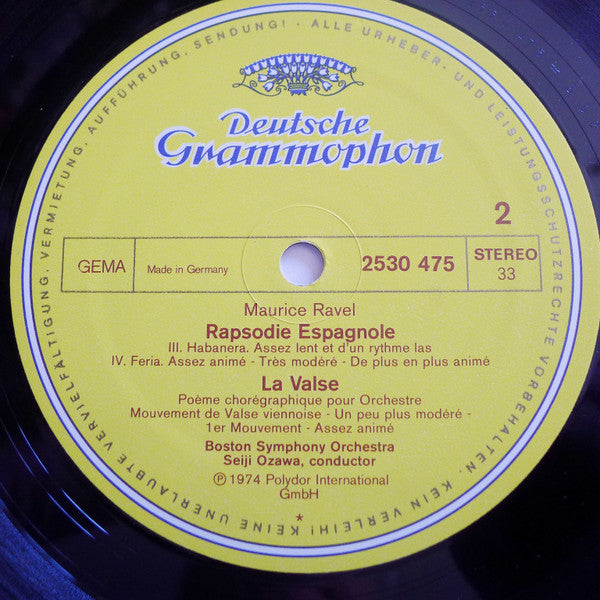 Deutsche
Grammophon
2
GEMA
Made in Germany
2530 475
STEREO
33
Maurice Ravel
Rapsodie Espagnole
III. Habanera. Assez lent et d'un rythme las
IV. Feria. Assez animé - Très modéré - De plus en plus animé
La Valse
Poème chorégraphique pour Orchestre
Mouvement de Valse viennoise - Un peu plus modéré -
1er Mouvement - Assez animé
Boston Symphony Orchestra
Seiji Ozawa, conductor
Ⓟ 1974 Polydor International
GmbH
*
ALLE URHEBER- UND LEISTUNGSSCHUTZRECHTE VORBEHALTEN. KEIN VERLEIH! KEINE UNERLAUBTE VERVIELFÄLTIGUNG, VERMIETUNG, AUFFÜHRUNG, SENDUNG! -